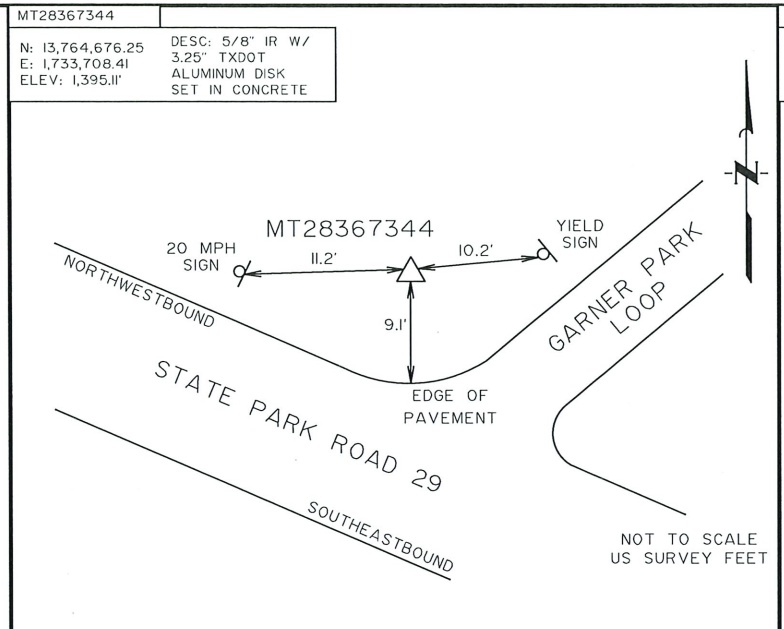 MT28367344
N: 13,764,676.25
E: 1,733,708.41
ELEV: 1,395.11'
DESC: 5/8" IR W/
3.25" TXDOT
ALUMINUM DISK
SET IN CONCRETE
N
MT28367344
20 MPH
SIGN
11.2'
10.2'
YIELD
SIGN
9.1'
NORTHWESTBOUND
GARNER PARK
LOOP
EDGE OF
PAVEMENT
STATE PARK ROAD 29
SOUTHEASTBOUND
NOT TO SCALE
US SURVEY FEET